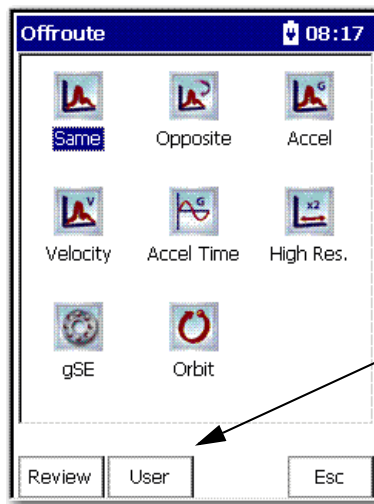 Offroute 08:17
Same Opposite Accel
Velocity Accel Time High Res.
gSE Orbit
Review User Esc